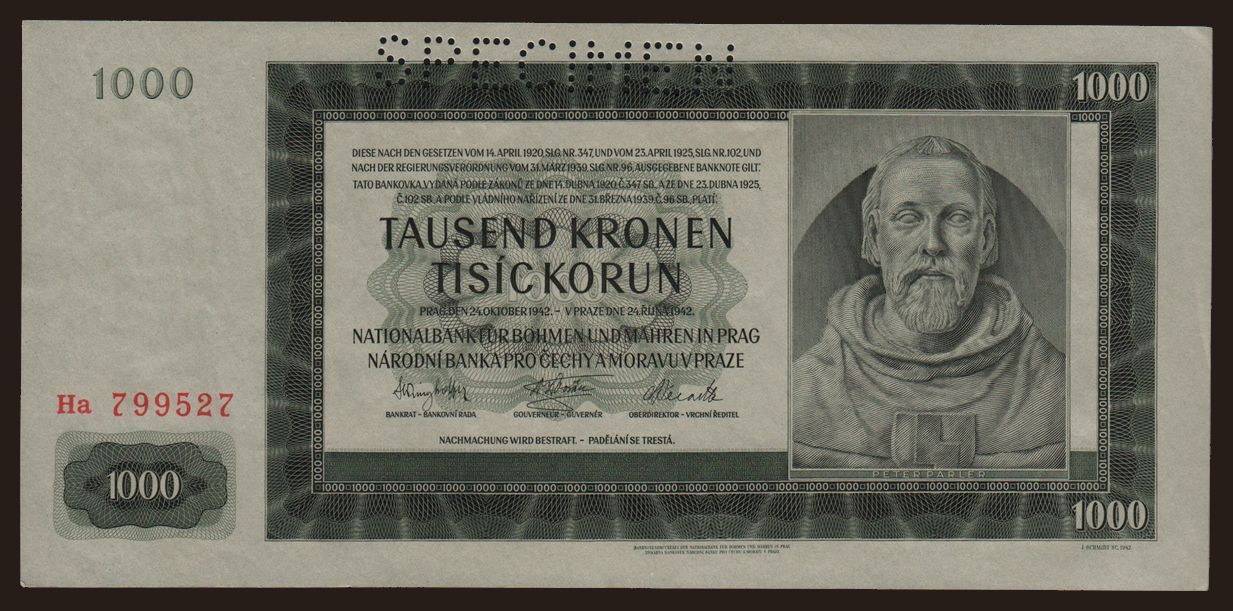 SPECIMEN
1000
1000
DIESE NACH DEN GESETZEN VOM 14. APRIL 1920, SLG. NR. 347, UND VOM 23. APRIL 1925, SLG. NR. 102, UND
NACH DER REGIERUNGSVERORDNUNG VOM 31. MÄRZ 1939, SLG. NR. 96, AUSGEGEBENE BANKNOTE GILT:
TATO BANKOVKA, VYDANÁ PODLE ZÁKONŮ ZE DNE 14. DUBNA 1920, Č. 347 SB., A ZE DNE 23. DUBNA 1925,
Č. 102 SB., A PODLE VLÁDNÍHO NAŘÍZENÍ ZE DNE 31. BŘEZNA 1939, Č. 96 SB., PLATÍ:
TAUSEND KRONEN
TISÍC KORUN
PRAG, DEN 24. OKTOBER 1942. – V PRAZE DNE 24. ŘÍJNA 1942.
NATIONALBANK FÜR BÖHMEN UND MÄHREN IN PRAG
NÁRODNÍ BANKA PRO ČECHY A MORAVU V PRAZE
Ha 799527
BANKRAT – BANKOVNÍ RADA GOUVERNEUR – GUVERNÉR OBERDIREKTOR – VRCHNÍ ŘEDITEL
NACHMACHUNG WIRD BESTRAFT. – PADĚLÁNÍ SE TRESTÁ.
PETER PARLER
1000
1000
J. SCHMIDT SC. 1942